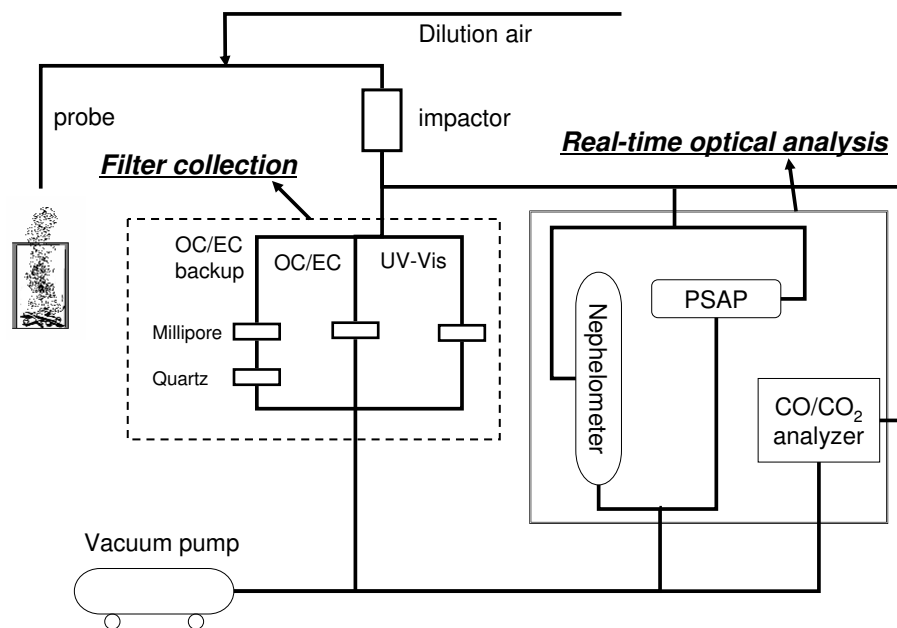 Dilution air
probe
impactor
Real-time optical analysis
Filter collection
OC/EC
backup
OC/EC
UV-Vis
PSAP
Nephelometer
Millipore
Quartz
CO/CO₂
analyzer
Vacuum pump